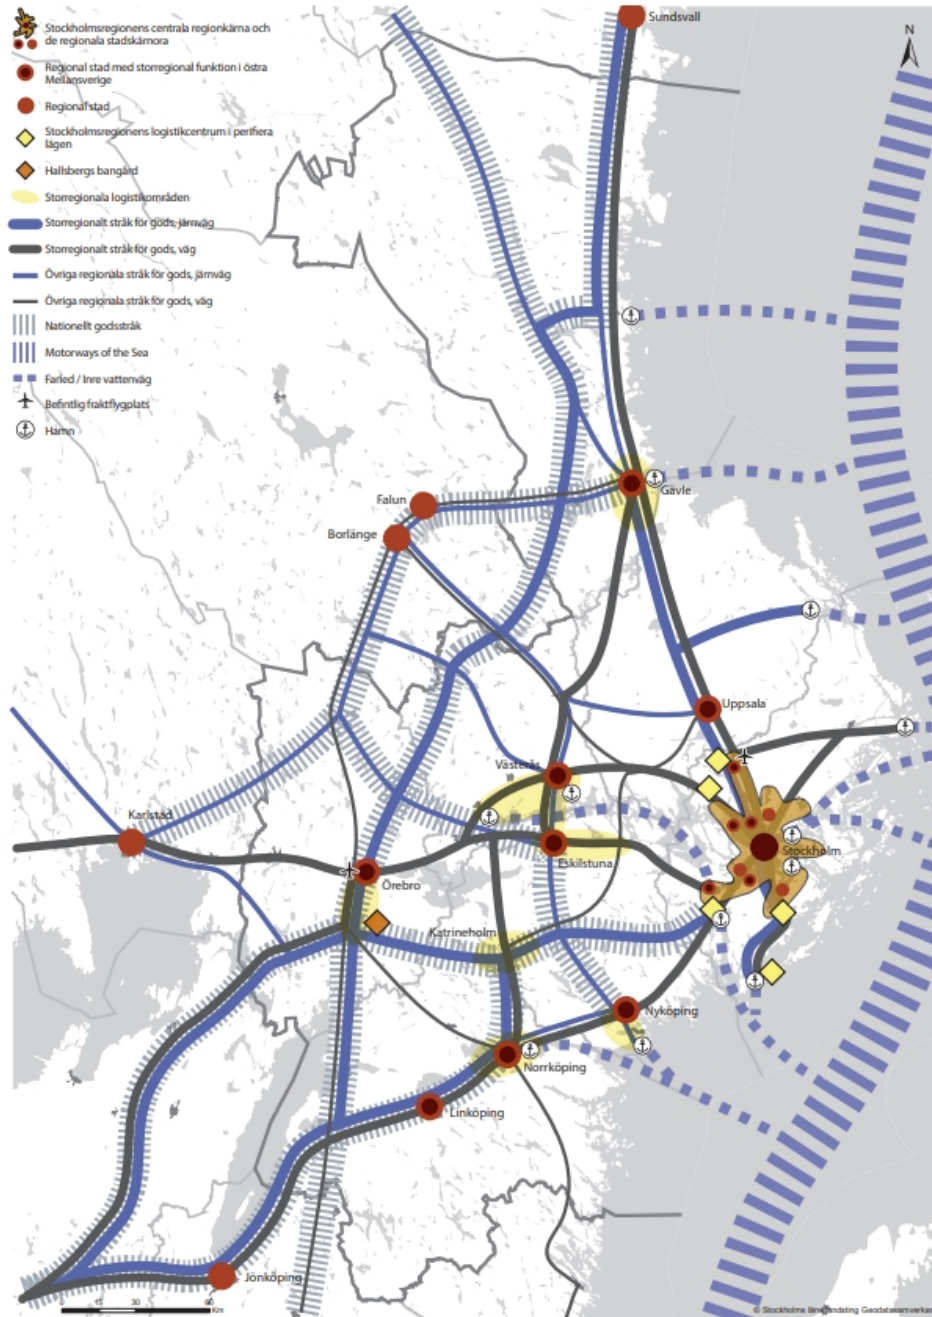 Stockholmsregionens centrala regionkärna och
de regionala stadskärnora
Regional stad med storregional funktion i östra
Mellansverige
Regional stad
Stockholmsregionens logistikcentrum i perifiera
lägen
Hallsbergs bangård
Storregionala logistikområden
Storregionalt stråk för gods, järnväg
Storregionalt stråk för gods, väg
Övriga regionala stråk för gods, järnväg
Övriga regionala stråk för gods, väg
Nationellt godsstråk
Motorways of the Sea
Farled / Inre vattenväg
Befintlig fraktflygplats
Hamn
Sundsvall
N
Gävle
Falun
Borlänge
Uppsala
Västerås
Karlstad
Stockholm
Eskilstuna
Örebro
Katrineholm
Nyköping
Norrköping
Linköping
Jönköping
15 30 60
Km
© Stockholms läns landsting Geodatasamverkan